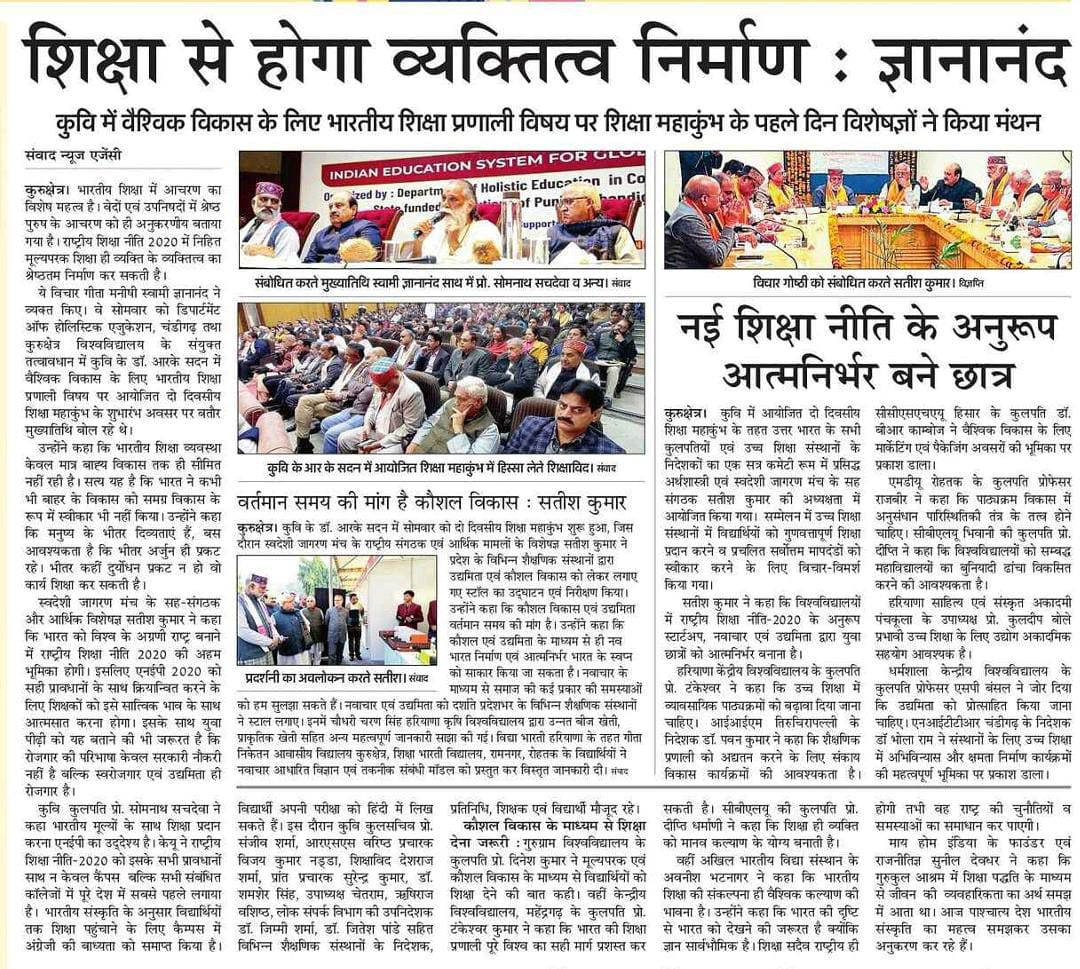 शिक्षा से होगा व्यक्तित्व निर्माण : ज्ञानानंद
कुवि में वैश्विक विकास के लिए भारतीय शिक्षा प्रणाली विषय पर शिक्षा महाकुंभ के पहले दिन विशेषज्ञों ने किया मंथन
संवाद न्यूज एजेंसी
कुरुक्षेत्र। भारतीय शिक्षा में आचरण का
विशेष महत्व है। वेदों एवं उपनिषदों में श्रेष्ठ
पुरुष के आचरण को ही अनुकरणीय बताया
गया है। राष्ट्रीय शिक्षा नीति 2020 में निहित
मूल्यपरक शिक्षा ही व्यक्ति के व्यक्तित्व का
श्रेष्ठतम निर्माण कर सकती है।
ये विचार गीता मनीषी स्वामी ज्ञानानंद ने
व्यक्त किए। वे सोमवार को डिपार्टमेंट
ऑफ होलिस्टिक एजुकेशन, चंडीगढ़ तथा
कुरुक्षेत्र विश्वविद्यालय के संयुक्त
तत्वावधान में कुवि के डॉ. आरके सदन में
वैश्विक विकास के लिए भारतीय शिक्षा
प्रणाली विषय पर आयोजित दो दिवसीय
शिक्षा महाकुंभ के शुभारंभ अवसर पर बतौर
मुख्यातिथि बोल रहे थे।
उन्होंने कहा कि भारतीय शिक्षा व्यवस्था
केवल मात्र बाह्य विकास तक ही सीमित
नहीं रही है। सत्य यह है कि भारत ने कभी
भी बाहर के विकास को समग्र विकास के
रूप में स्वीकार भी नहीं किया। उन्होंने कहा
कि मनुष्य के भीतर दिव्यताएं हैं, बस
आवश्यकता है कि भीतर अर्जुन ही प्रकट
रहे। भीतर कहीं दुर्योधन प्रकट न हो वो
कार्य शिक्षा कर सकती है।
स्वदेशी जागरण मंच के सह-संगठक
और आर्थिक विशेषज्ञ सतीश कुमार ने कहा
कि भारत को विश्व के अग्रणी राष्ट्र बनाने
में राष्ट्रीय शिक्षा नीति 2020 की अहम
भूमिका होगी। इसलिए एनईपी 2020 को
सही प्रावधानों के साथ क्रियान्वित करने के
लिए शिक्षकों को इसे सात्विक भाव के साथ
आत्मसात करना होगा। इसके साथ युवा
पीढ़ी को यह बताने की भी जरूरत है कि
रोजगार की परिभाषा केवल सरकारी नौकरी
नहीं है बल्कि स्वरोजगार एवं उद्यमिता ही
रोजगार है।
कुवि कुलपति प्रो. सोमनाथ सचदेवा ने
कहा भारतीय मूल्यों के साथ शिक्षा प्रदान
करना एनईपी का उद्देश्य है। केयू ने राष्ट्रीय
शिक्षा नीति-2020 को इसके सभी प्रावधानों
साथ न केवल कैंपस बल्कि सभी संबंधित
कॉलेजों में पूरे देश में सबसे पहले लगाया
है। भारतीय संस्कृति के अनुसार विद्यार्थियों
तक शिक्षा पहुंचाने के लिए कैम्पस में
अंग्रेजी की बाध्यता को समाप्त किया है।
INDIAN EDUCATION SYSTEM FOR GLO
by : Departm of Holistic Education in Co
State funded of Pun
Support
संबोधित करते मुख्यातिथि स्वामी ज्ञानानंद साथ में प्रो. सोमनाथ सचदेवा व अन्य। संवाद
कुवि के आर के सदन में आयोजित शिक्षा महाकुंभ में हिस्सा लेते शिक्षाविद। संवाद
वर्तमान समय की मांग है कौशल विकास : सतीश कुमार
कुरुक्षेत्र। कुवि के डॉ. आरके सदन में सोमवार को दो दिवसीय शिक्षा महाकुंभ शुरू हुआ, जिस
दौरान स्वदेशी जागरण मंच के राष्ट्रीय संगठक एवं आर्थिक मामलों के विशेषज्ञ सतीश कुमार ने
प्रदेश के विभिन्न शैक्षणिक संस्थानों द्वारा
उद्यमिता एवं कौशल विकास को लेकर लगाए
गए स्टॉल का उद्घाटन एवं निरीक्षण किया।
उन्होंने कहा कि कौशल विकास एवं उद्यमिता
वर्तमान समय की मांग है। उन्होंने कहा कि
कौशल एवं उद्यमिता के माध्यम से ही नव
भारत निर्माण एवं आत्मनिर्भर भारत के स्वप्न
को साकार किया जा सकता है। नवाचार के
माध्यम से समाज की कई प्रकार की समस्याओं
प्रदर्शनी का अवलोकन करते सतीश। संवाद
को हम सुलझा सकते हैं। नवाचार एवं उद्यमिता को दर्शाते प्रदेशभर के विभिन्न शैक्षणिक संस्थानों
ने स्टाल लगाए। इनमें चौधरी चरण सिंह हरियाणा कृषि विश्वविद्यालय द्वारा उन्नत बीज खेती,
प्राकृतिक खेती सहित अन्य महत्वपूर्ण जानकारी साझा की गई। विद्या भारती हरियाणा के तहत गीता
निकेतन आवासीय विद्यालय कुरुक्षेत्र, शिक्षा भारती विद्यालय, रामनगर, रोहतक के विद्यार्थियों ने
नवाचार आधारित विज्ञान एवं तकनीक संबंधी मॉडल को प्रस्तुत कर विस्तृत जानकारी दी। संवाद
विचार गोष्ठी को संबोधित करते सतीश कुमार। विज्ञप्ति
नई शिक्षा नीति के अनुरूप
आत्मनिर्भर बने छात्र
कुरुक्षेत्र। कुवि में आयोजित दो दिवसीय
शिक्षा महाकुंभ के तहत उत्तर भारत के सभी
कुलपतियों एवं उच्च शिक्षा संस्थानों के
निदेशकों का एक सत्र कमेटी रूम में प्रसिद्ध
अर्थशास्त्री एवं स्वदेशी जागरण मंच के सह
संगठक सतीश कुमार की अध्यक्षता में
आयोजित किया गया। सम्मेलन में उच्च शिक्षा
संस्थानों में विद्यार्थियों को गुणवत्तापूर्ण शिक्षा
प्रदान करने व प्रचलित सर्वोत्तम मापदंडों को
स्वीकार करने के लिए विचार-विमर्श
किया गया।
सतीश कुमार ने कहा कि विश्वविद्यालयों
में राष्ट्रीय शिक्षा नीति-2020 के अनुरूप
स्टार्टअप, नवाचार एवं उद्यमिता द्वारा युवा
छात्रों को आत्मनिर्भर बनाना है।
हरियाणा केंद्रीय विश्वविद्यालय के कुलपति
प्रो. टंकेश्वर ने कहा कि उच्च शिक्षा में
व्यावसायिक पाठ्यक्रमों को बढ़ावा दिया जाना
चाहिए। आईआईएम तिरुचिरापल्ली के
निदेशक डॉ. पवन कुमार ने कहा कि शैक्षणिक
प्रणाली को अद्यतन करने के लिए संकाय
विकास कार्यक्रमों की आवश्यकता है।
सीसीएसएचएयू हिसार के कुलपति डॉ.
बीआर काम्बोज ने वैश्विक विकास के लिए
मार्केटिंग एवं पैकेजिंग अवसरों की भूमिका पर
प्रकाश डाला।
एमडीयू रोहतक के कुलपति प्रोफेसर
राजबीर ने कहा कि पाठ्यक्रम विकास में
अनुसंधान पारिस्थितिकी तंत्र के तत्व होने
चाहिए। सीबीएलयू भिवानी की कुलपति प्रो.
दीप्ति ने कहा कि विश्वविद्यालयों को सम्बद्ध
महाविद्यालयों का बुनियादी ढांचा विकसित
करने की आवश्यकता है।
हरियाणा साहित्य एवं संस्कृत अकादमी
पंचकूला के उपाध्यक्ष प्रो. कुलदीप बोले
प्रभावी उच्च शिक्षा के लिए उद्योग अकादमिक
सहयोग आवश्यक है।
धर्मशाला केन्द्रीय विश्वविद्यालय के
कुलपति प्रोफेसर एसपी बंसल ने जोर दिया
कि उद्यमिता को प्रोत्साहित किया जाना
चाहिए। एनआईटीटीआर चंडीगढ़ के निदेशक
डॉ भोला राम ने संस्थानों के लिए उच्च शिक्षा
में अभिविन्यास और क्षमता निर्माण कार्यक्रमों
की महत्वपूर्ण भूमिका पर प्रकाश डाला।
विद्यार्थी अपनी परीक्षा को हिंदी में लिख
सकते हैं। इस दौरान कुवि कुलसचिव प्रो.
संजीव शर्मा, आरएसएस वरिष्ठ प्रचारक
विजय कुमार नड्डा, शिक्षाविद देशराज
शर्मा, प्रांत प्रचारक सुरेन्द्र कुमार, डॉ.
शमशेर सिंह, उपाध्यक्ष चेतराम, ऋषिराज
वशिष्ठ, लोक संपर्क विभाग की उपनिदेशक
डॉ. जिम्मी शर्मा, डॉ. जितेश पांडे सहित
विभिन्न शैक्षणिक संस्थानों के निदेशक,
प्रतिनिधि, शिक्षक एवं विद्यार्थी मौजूद रहे।
कौशल विकास के माध्यम से शिक्षा
देना जरूरी : गुरुग्राम विश्वविद्यालय के
कुलपति प्रो. दिनेश कुमार ने मूल्यपरक एवं
कौशल विकास के माध्यम से विद्यार्थियों को
शिक्षा देने की बात कही। वहीं केन्द्रीय
विश्वविद्यालय, महेंद्रगढ़ के कुलपति प्रो.
टंकेश्वर कुमार ने कहा कि भारत की शिक्षा
प्रणाली पूरे विश्व का सही मार्ग प्रशस्त कर
सकती है। सीबीएलयू की कुलपति प्रो.
दीप्ति धर्माणी ने कहा कि शिक्षा ही व्यक्ति
को मानव कल्याण के योग्य बनाती है।
वहीं अखिल भारतीय विद्या संस्थान के
अवनीश भटनागर ने कहा कि भारतीय
शिक्षा की संकल्पना ही वैश्विक कल्याण की
भावना है। उन्होंने कहा कि भारत की दृष्टि
से भारत को देखने की जरूरत है क्योंकि
ज्ञान सार्वभौमिक है। शिक्षा सदैव राष्ट्रीय ही
होगी तभी वह राष्ट्र की चुनौतियों व
समस्याओं का समाधान कर पाएगी।
माय होम इंडिया के फाउंडर एवं
राजनीतिज्ञ सुनील देवधर ने कहा कि
गुरुकुल आश्रम में शिक्षा पद्धति के माध्यम
से जीवन की व्यवहारिकता का अर्थ समझ
में आता था। आज पाश्चात्य देश भारतीय
संस्कृति का महत्व समझकर उसका
अनुकरण कर रहे हैं।